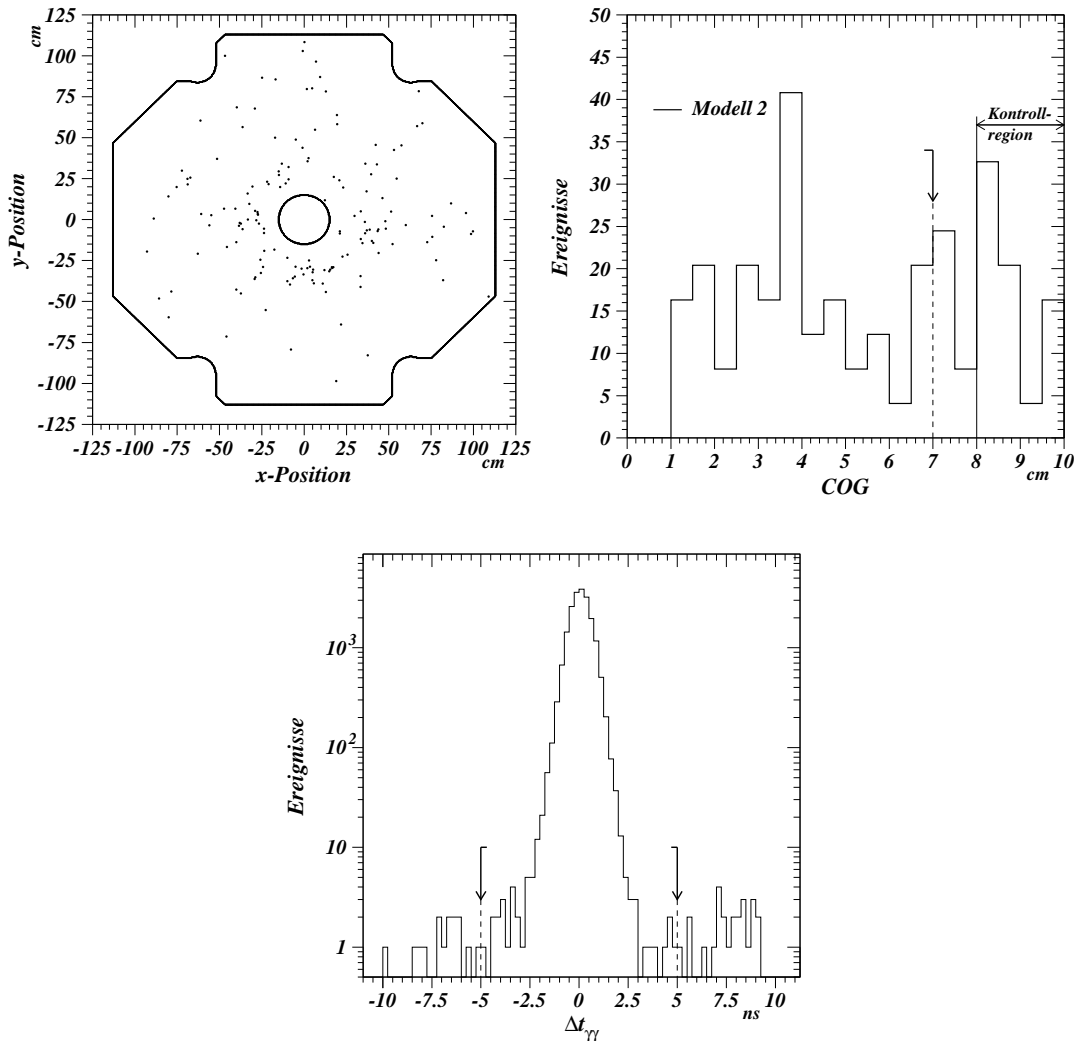 cm
125
100
75
50
25
0
-25
-50
-75
-100
-125
y-Position
-125 -100 -75 -50 -25 0 25 50 75 100 125
cm
x-Position
50
45
40
35
30
25
20
15
10
5
0
Ereignisse
Modell 2
Kontroll-
region
0 1 2 3 4 5 6 7 8 9 10
COG
cm
10³
10²
10
1
Ereignisse
-10 -7.5 -5 -2.5 0 2.5 5 7.5 10
ns
Δtγγ